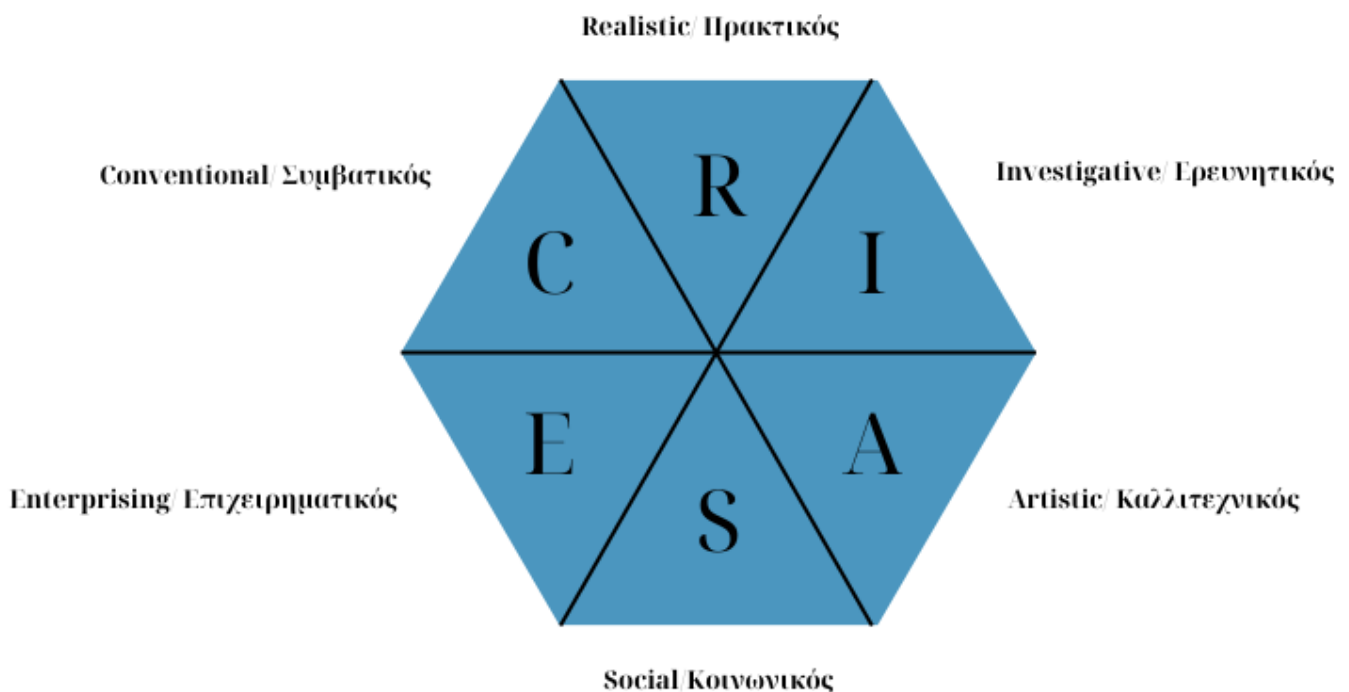 Realistic/ Πρακτικός
Conventional/ Συμβατικός
Investigative/ Ερευνητικός
R
C
I
E
A
S
Enterprising/ Επιχειρηματικός
Artistic/ Καλλιτεχνικός
Social/Κοινωνικός